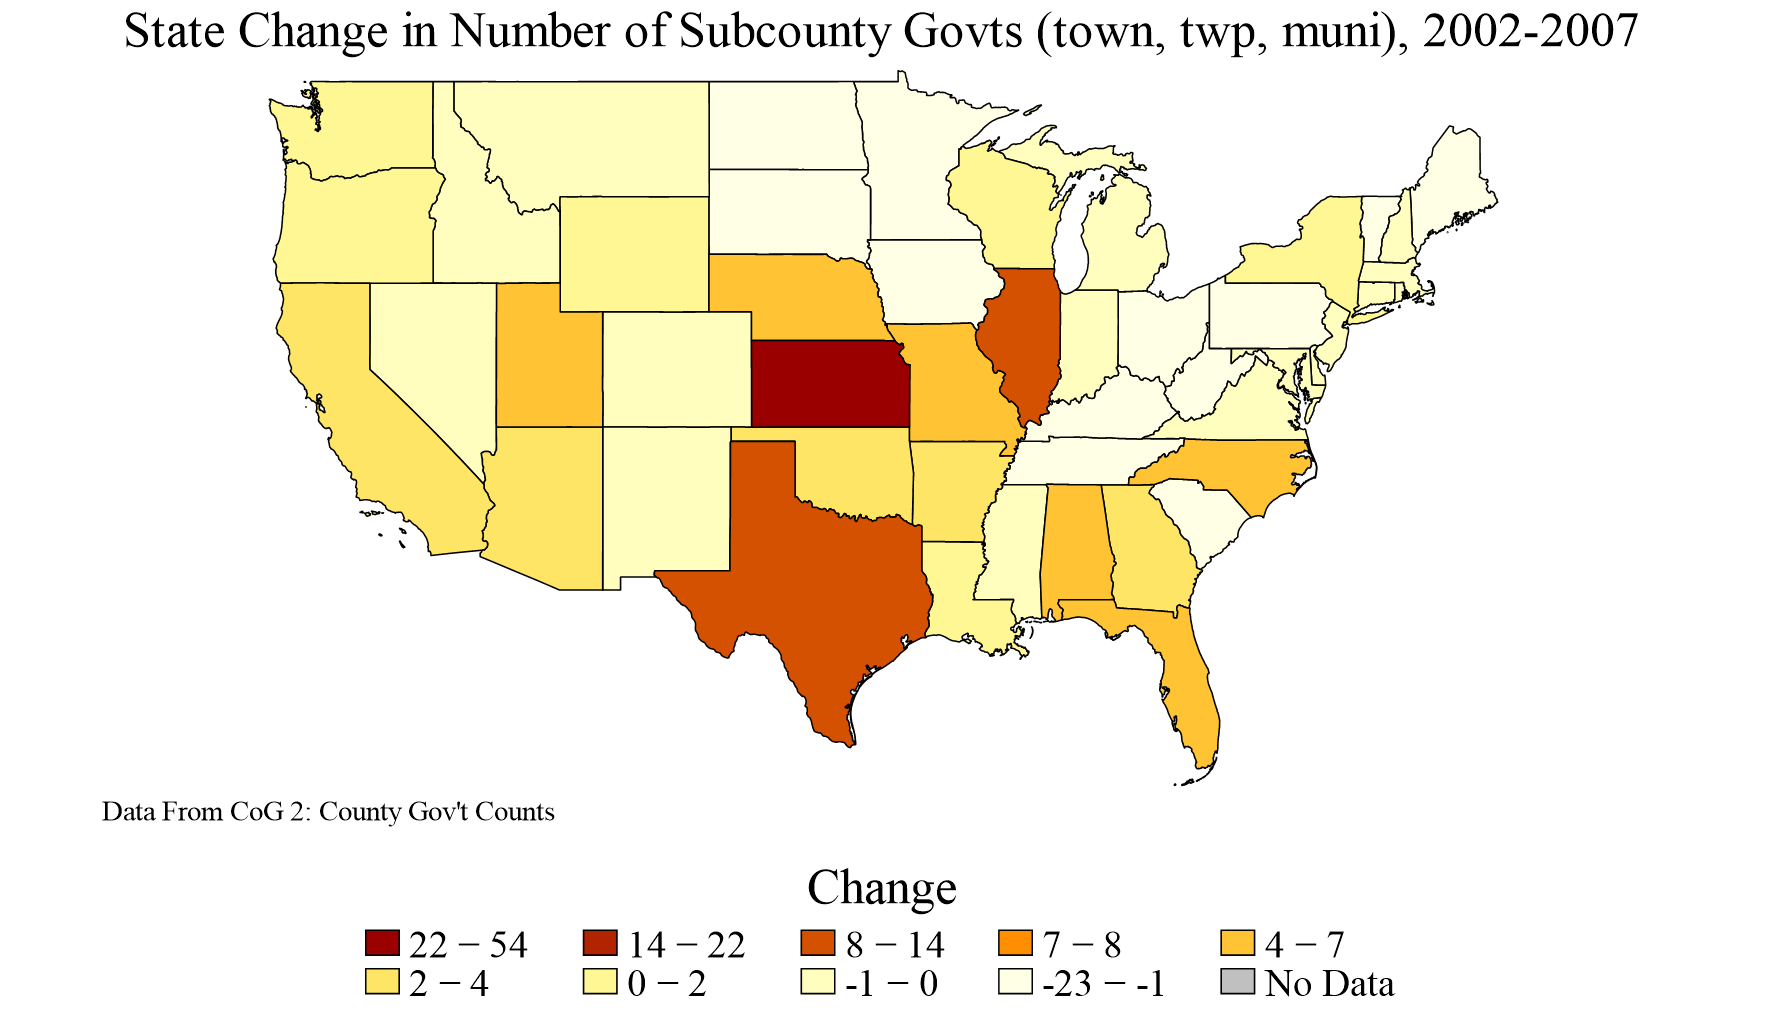 State Change in Number of Subcounty Govts (town, twp, muni), 2002-2007
Data From CoG 2: County Gov't Counts
Change
22 – 54 14 – 22 8 – 14 7 – 8 4 – 7
2 – 4 0 – 2 -1 – 0 -23 – -1 No Data